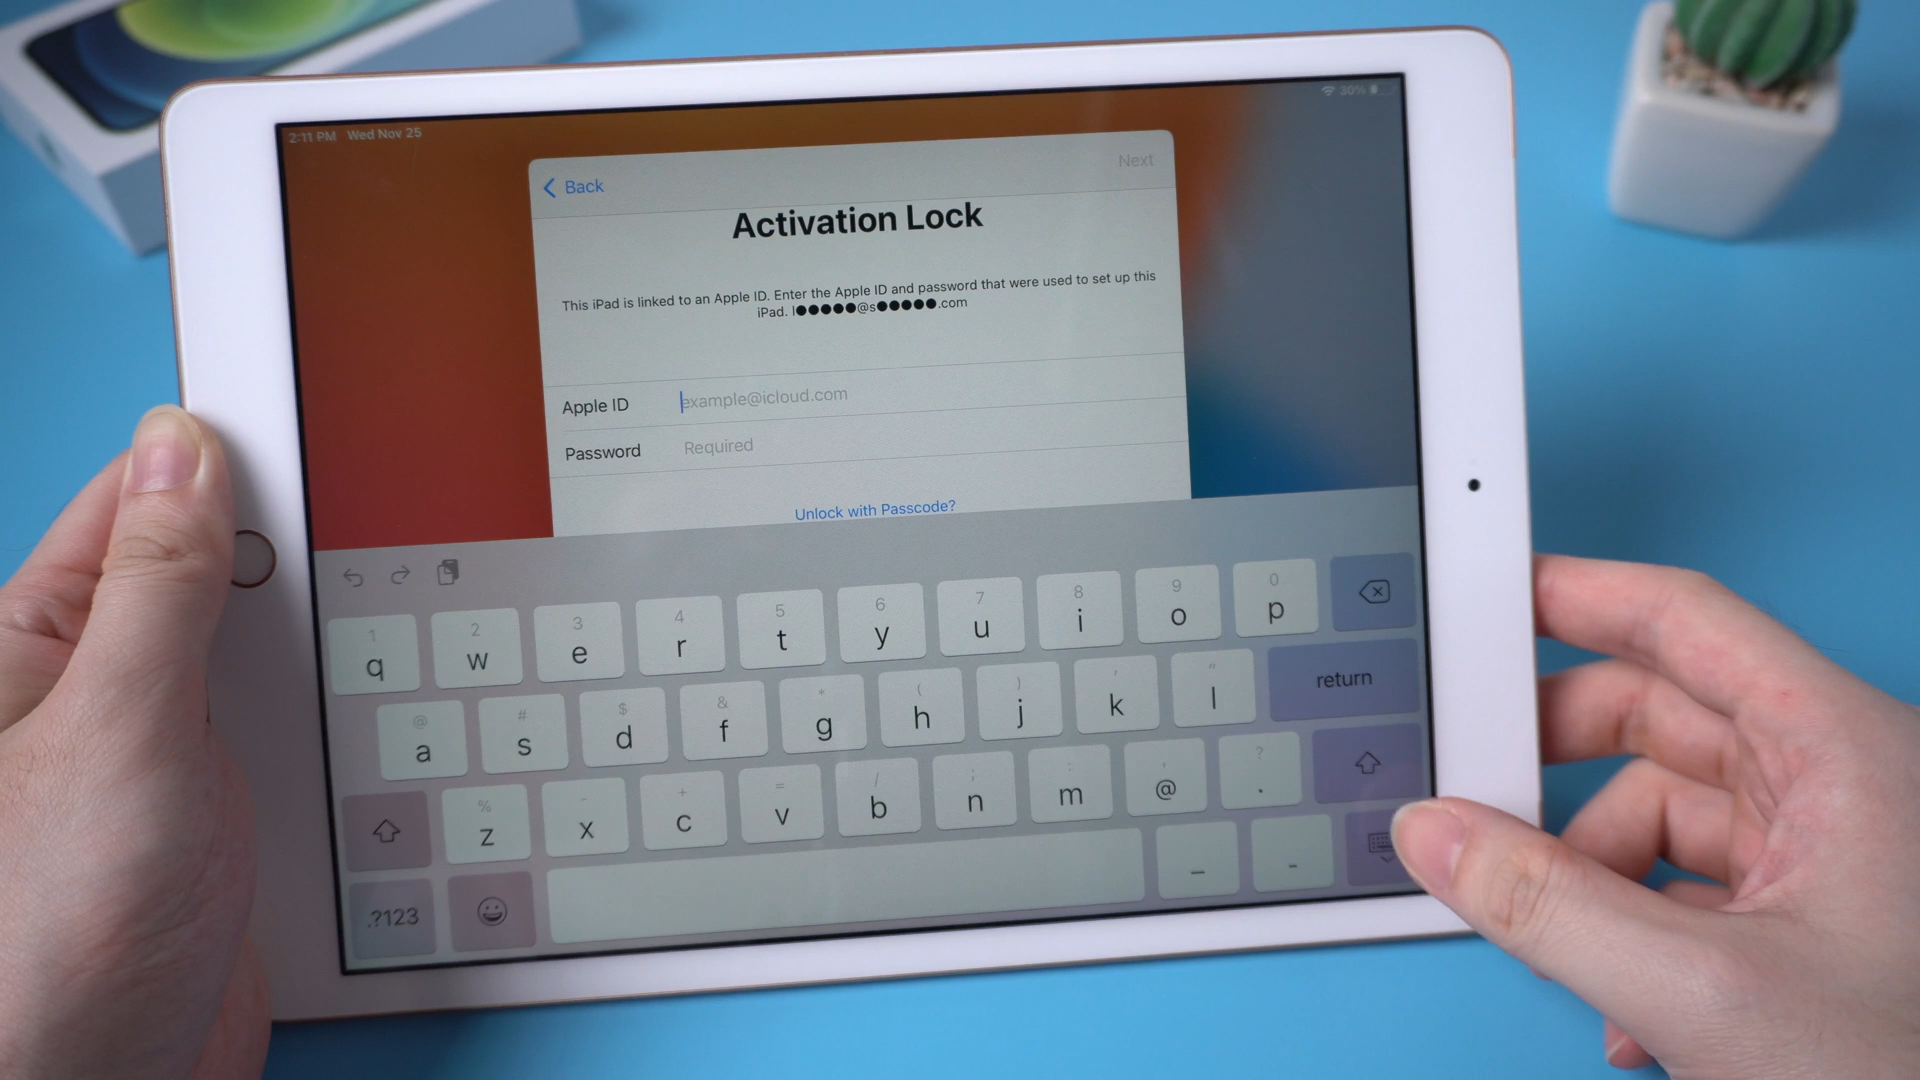 2:11 PM Wed Nov 25
30%
Back
Next
Activation Lock
This iPad is linked to an Apple ID. Enter the Apple ID and password that were used to set up this
iPad. l●●●●●@s●●●●●.com
Apple ID example@icloud.com
Password Required
Unlock with Passcode?
1 2 3 4 5 6 7 8 9 0
q w e r t y u i o p
@ # $ & * ( ) ' "
a s d f g h j k l return
% - + = / ; : , ?
z x c v b n m @ .
.?123 _ -